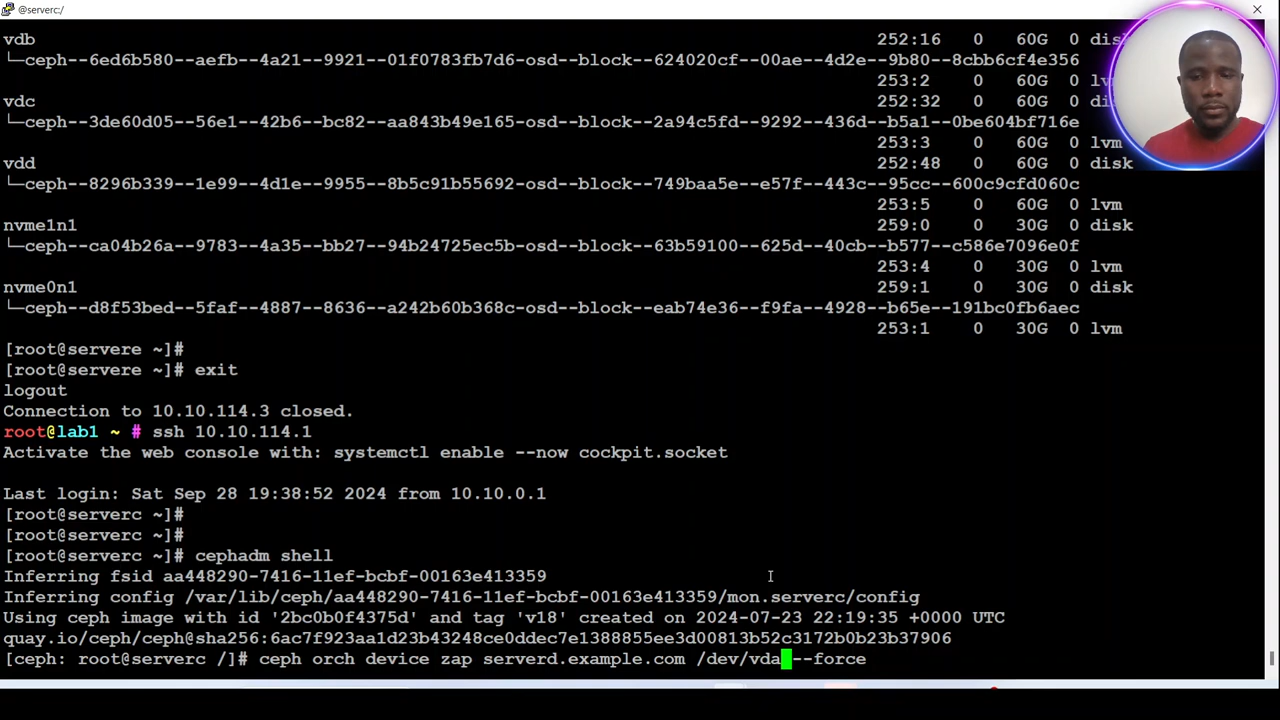 @serverc:/
vdb 252:16 0 60G 0 disk
└─ceph--6ed6b580--aefb--4a21--9921--01f0783fb7d6-osd--block--624020cf--00ae--4d2e--9b80--8cbb6cf4e356
253:2 0 60G 0
vdc 252:32 0 60G 0
└─ceph--3de60d05--56e1--42b6--bc82--aa843b49e165-osd--block--2a94c5fd--9292--436d--b5a1--0be604bf716e
253:3 0 60G 0 lvm
vdd 252:48 0 60G 0 disk
└─ceph--8296b339--1e99--4d1e--9955--8b5c91b55692-osd--block--749baa5e--e57f--443c--95cc--600c9cfd060c
253:5 0 60G 0 lvm
nvme1n1 259:0 0 30G 0 disk
└─ceph--ca04b26a--9783--4a35--bb27--94b24725ec5b-osd--block--63b59100--625d--40cb--b577--c586e7096e0f
253:4 0 30G 0 lvm
nvme0n1 259:1 0 30G 0 disk
└─ceph--d8f53bed--5faf--4887--8636--a242b60b368c-osd--block--eab74e36--f9fa--4928--b65e--191bc0fb6aec
253:1 0 30G 0 lvm
[root@servere ~]#
[root@servere ~]# exit
logout
Connection to 10.10.114.3 closed.
root@lab1 ~ # ssh 10.10.114.1
Activate the web console with: systemctl enable --now cockpit.socket
Last login: Sat Sep 28 19:38:52 2024 from 10.10.0.1
[root@serverc ~]#
[root@serverc ~]#
[root@serverc ~]# cephadm shell
Inferring fsid aa448290-7416-11ef-bcbf-00163e413359
Inferring config /var/lib/ceph/aa448290-7416-11ef-bcbf-00163e413359/mon.serverc/config
Using ceph image with id '2bc0b0f4375d' and tag 'v18' created on 2024-07-23 22:19:35 +0000 UTC
quay.io/ceph/ceph@sha256:6ac7f923aa1d23b43248ce0ddec7e1388855ee3d00813b52c3172b0b23b37906
[ceph: root@serverc /]# ceph orch device zap serverd.example.com /dev/vda --force